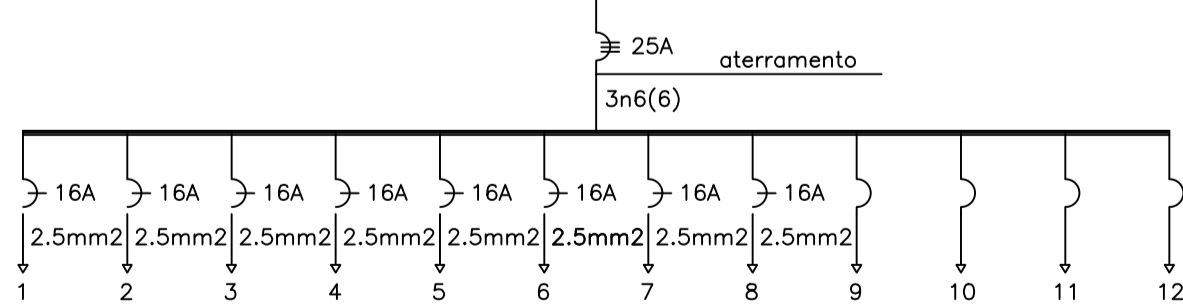 25A
aterramento
3n6(6)
16A 16A 16A 16A 16A 16A 16A 16A
2.5mm2 2.5mm2 2.5mm2 2.5mm2 2.5mm2 2.5mm2 2.5mm2 2.5mm2
1 2 3 4 5 6 7 8 9 10 11 12